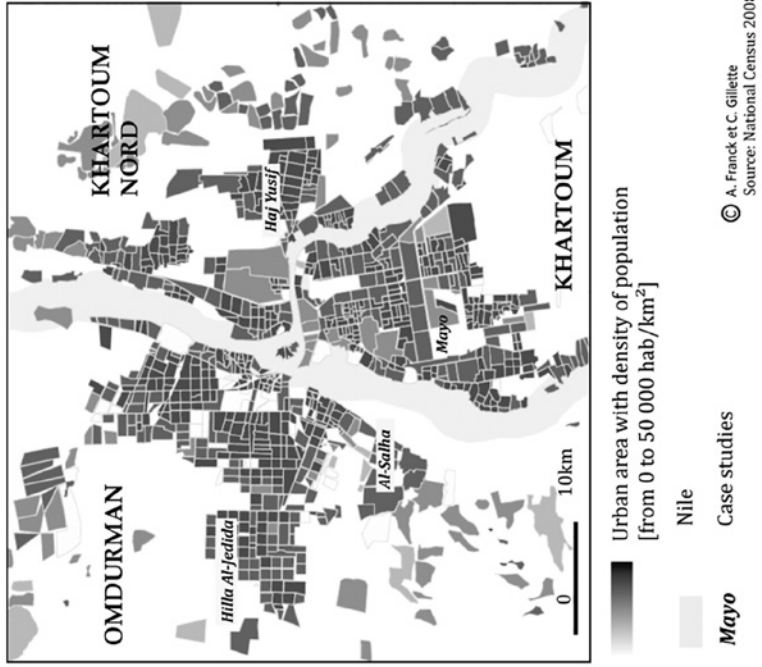 OMDURMAN
KHARTOUM
NORD
Haj Yusif
Hilla Al-Jedida
Al-Salha
Mayo
KHARTOUM
0
10km
Urban area with density of population
[from 0 to 50 000 hab/km²]
Nile
Mayo
Case studies
© A. Franck et C. Gillette
Source: National Census 2008